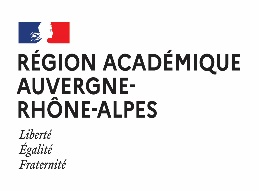 RÉGION ACADÉMIQUE
AUVERGNE-
RHÔNE-ALPES
Liberté
Égalité
Fraternité